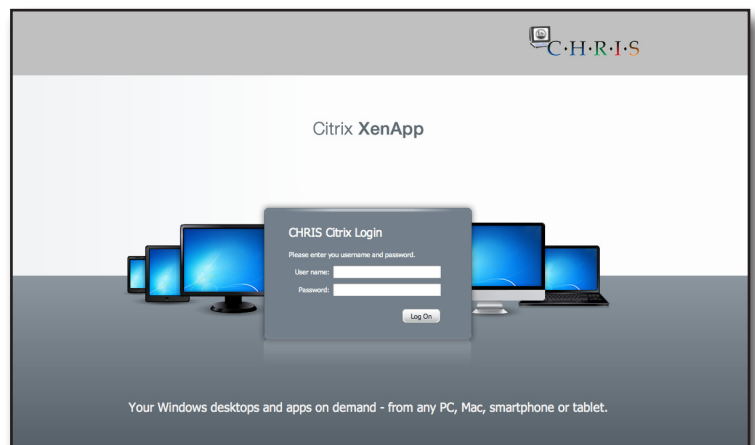 C·H·R·I·S
Citrix XenApp
CHRIS Citrix Login
Please enter you username and password.
User name:
Password:
Log On
Your Windows desktops and apps on demand - from any PC, Mac, smartphone or tablet.